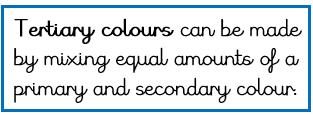 Tertiary colours can be made
by mixing equal amounts of a
primary and secondary colour.